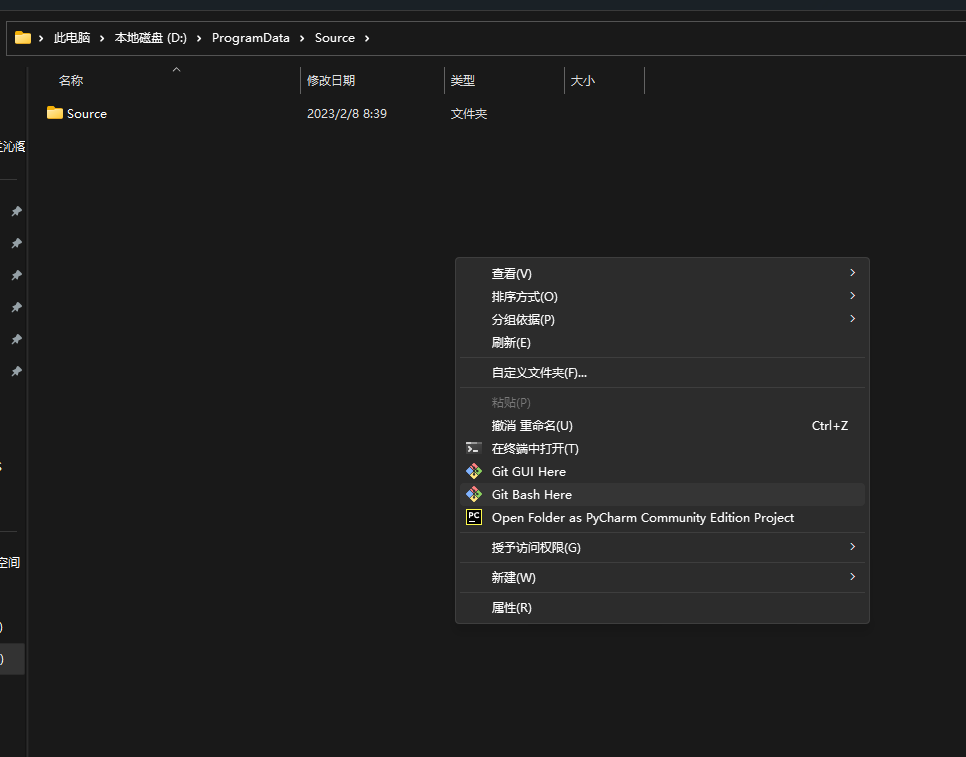 此电脑 › 本地磁盘 (D:) › ProgramData › Source ›
名称 修改日期 类型 大小
Source 2023/2/8 8:39 文件夹
沁阁
空间
查看(V)
排序方式(O)
分组依据(P)
刷新(E)
自定义文件夹(F)...
粘贴(P)
撤消 重命名(U) Ctrl+Z
在终端中打开(T)
Git GUI Here
Git Bash Here
PC Open Folder as PyCharm Community Edition Project
授予访问权限(G)
新建(W)
属性(R)